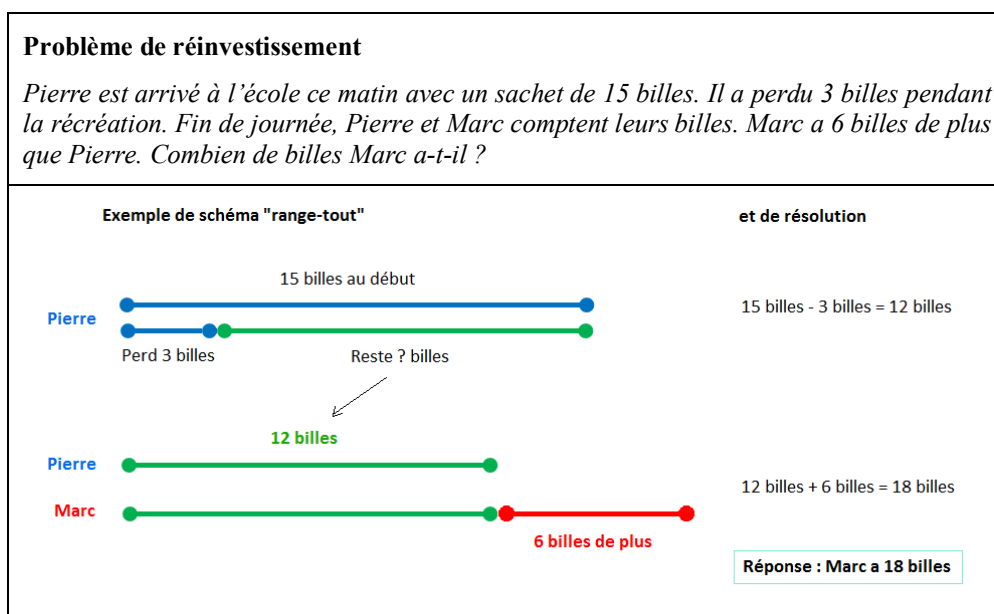 Problème de réinvestissement
Pierre est arrivé à l’école ce matin avec un sachet de 15 billes. Il a perdu 3 billes pendant
la récréation. Fin de journée, Pierre et Marc comptent leurs billes. Marc a 6 billes de plus
que Pierre. Combien de billes Marc a-t-il ?
Exemple de schéma "range-tout"
et de résolution
15 billes au début
Pierre
15 billes - 3 billes = 12 billes
Perd 3 billes
Reste ? billes
12 billes
Pierre
Marc
12 billes + 6 billes = 18 billes
6 billes de plus
Réponse : Marc a 18 billes